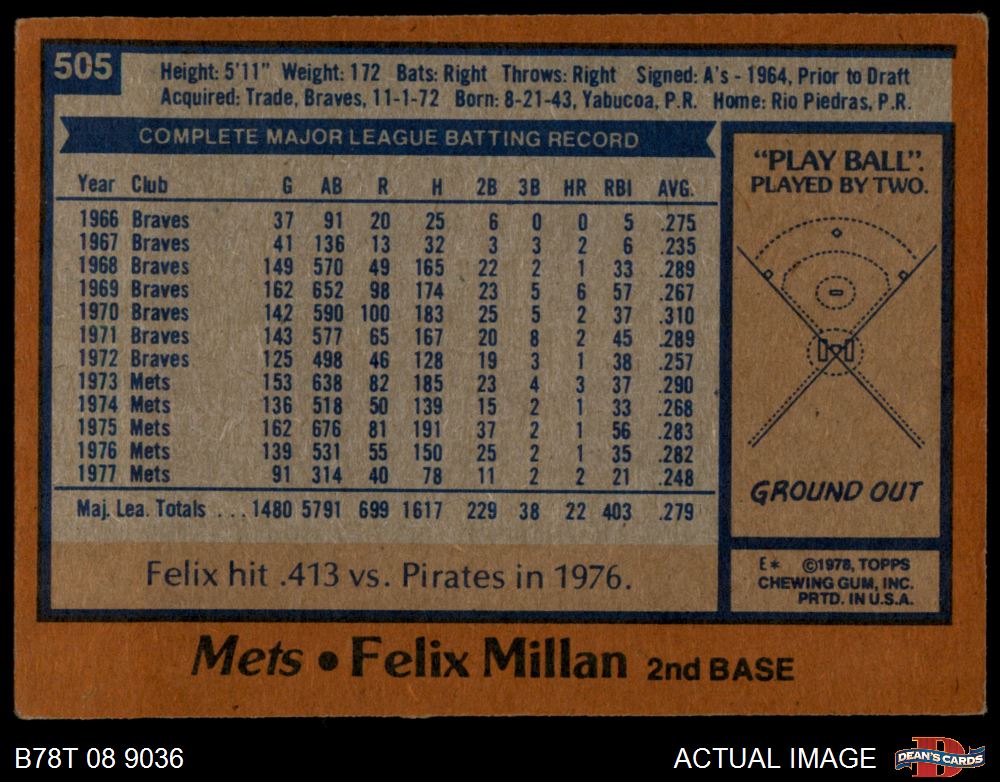 505
Height: 5'11" Weight: 172 Bats: Right Throws: Right Signed: A's - 1964, Prior to Draft
Acquired: Trade, Braves, 11-1-72 Born: 8-21-43, Yabucoa, P.R. Home: Rio Piedras, P.R.
COMPLETE MAJOR LEAGUE BATTING RECORD
Year Club G AB R H 2B 3B HR RBI AVG.
1966 Braves 37 91 20 25 6 0 0 5 .275
1967 Braves 41 136 13 32 3 3 2 6 .235
1968 Braves 149 570 49 165 22 2 1 33 .289
1969 Braves 162 652 98 174 23 5 6 57 .267
1970 Braves 142 590 100 183 25 5 2 37 .310
1971 Braves 143 577 65 167 20 8 2 45 .289
1972 Braves 125 498 46 128 19 3 1 38 .257
1973 Mets 153 638 82 185 23 4 3 37 .290
1974 Mets 136 518 50 139 15 2 1 33 .268
1975 Mets 162 676 81 191 37 2 1 56 .283
1976 Mets 139 531 55 150 25 2 1 35 .282
1977 Mets 91 314 40 78 11 2 2 21 .248
Maj. Lea. Totals ... 1480 5791 699 1617 229 38 22 403 .279
Felix hit .413 vs. Pirates in 1976.
"PLAY BALL".
PLAYED BY TWO.
GROUND OUT
E* ©1978, TOPPS
CHEWING GUM, INC.
PRTD. IN U.S.A.
Mets • Felix Millan 2nd BASE
B78T 08 9036
ACTUAL IMAGE
DEAN'S CARDS